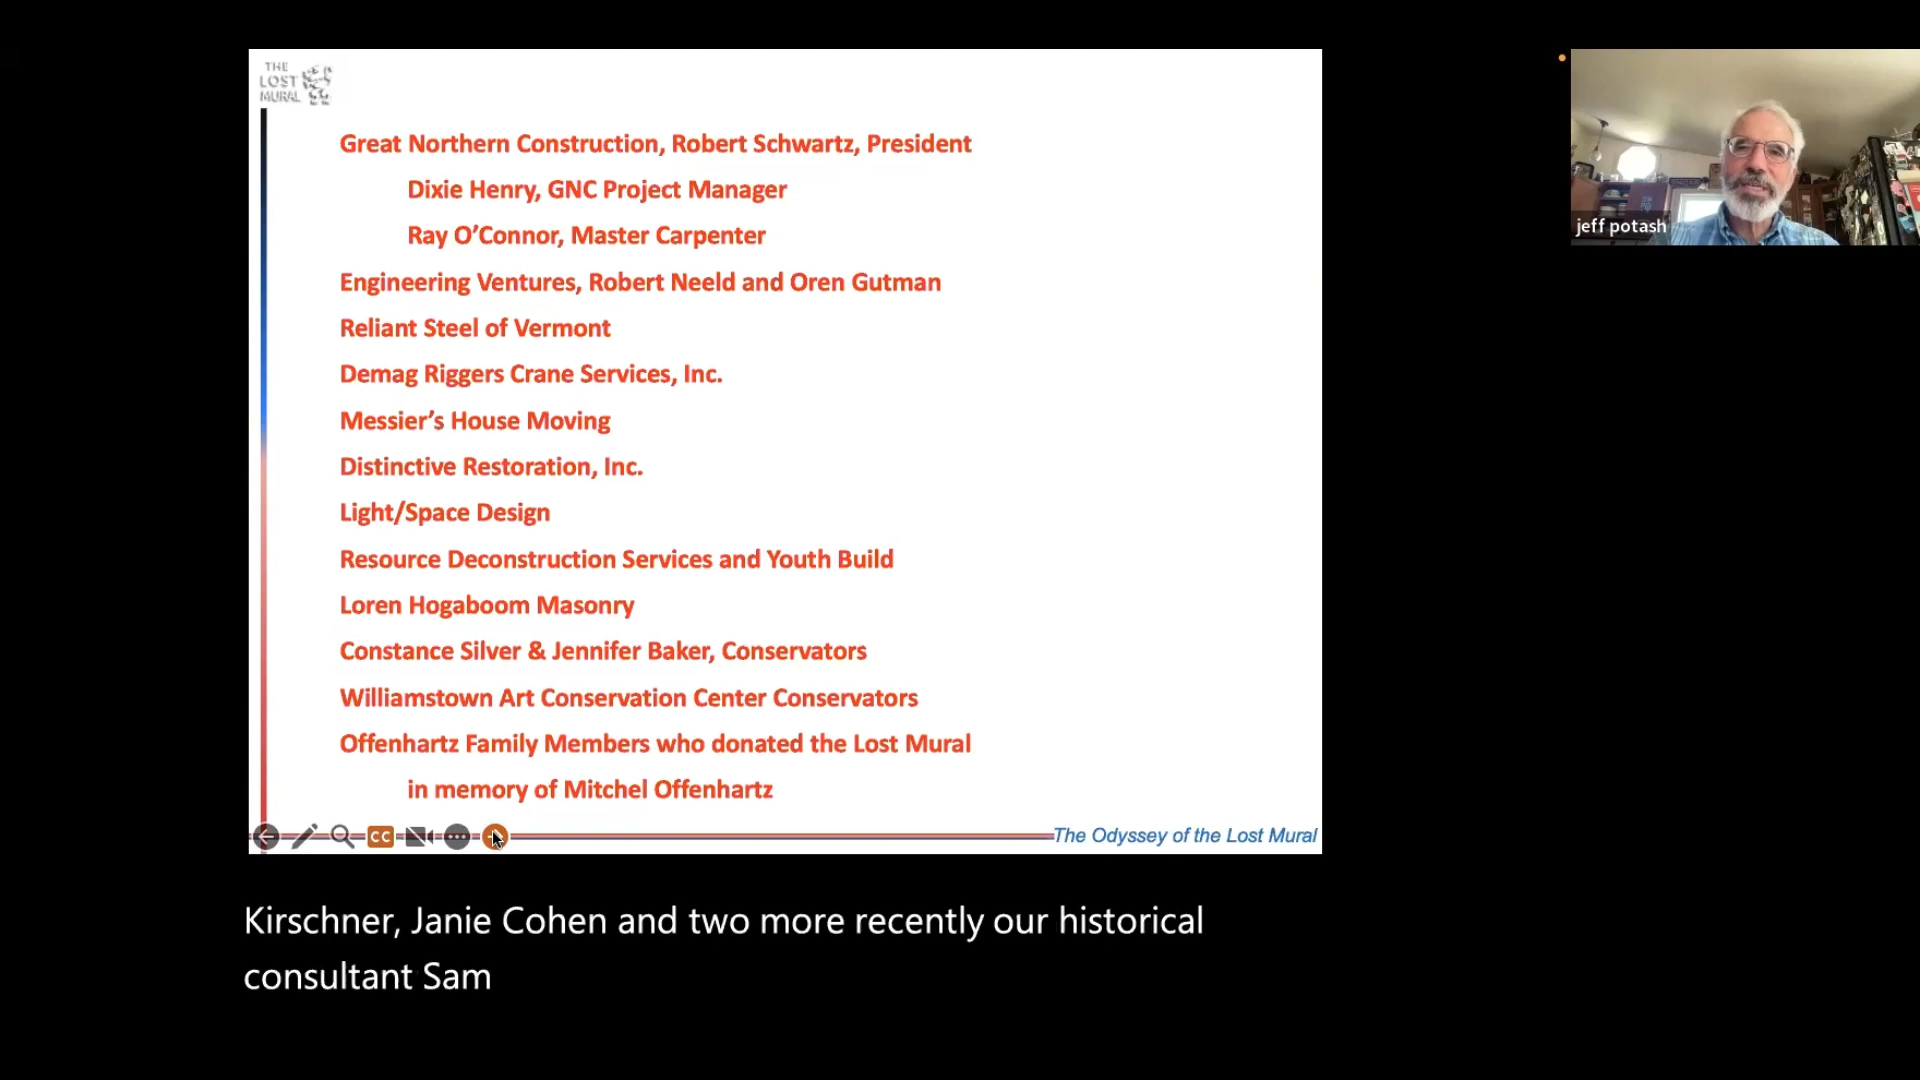 THE
LOST
MURAL
Great Northern Construction, Robert Schwartz, President
Dixie Henry, GNC Project Manager
Ray O’Connor, Master Carpenter
Engineering Ventures, Robert Neeld and Oren Gutman
Reliant Steel of Vermont
Demag Riggers Crane Services, Inc.
Messier’s House Moving
Distinctive Restoration, Inc.
Light/Space Design
Resource Deconstruction Services and Youth Build
Loren Hogaboom Masonry
Constance Silver & Jennifer Baker, Conservators
Williamstown Art Conservation Center Conservators
Offenhartz Family Members who donated the Lost Mural
in memory of Mitchel Offenhartz
CC
The Odyssey of the Lost Mural
jeff potash
Kirschner, Janie Cohen and two more recently our historical
consultant Sam